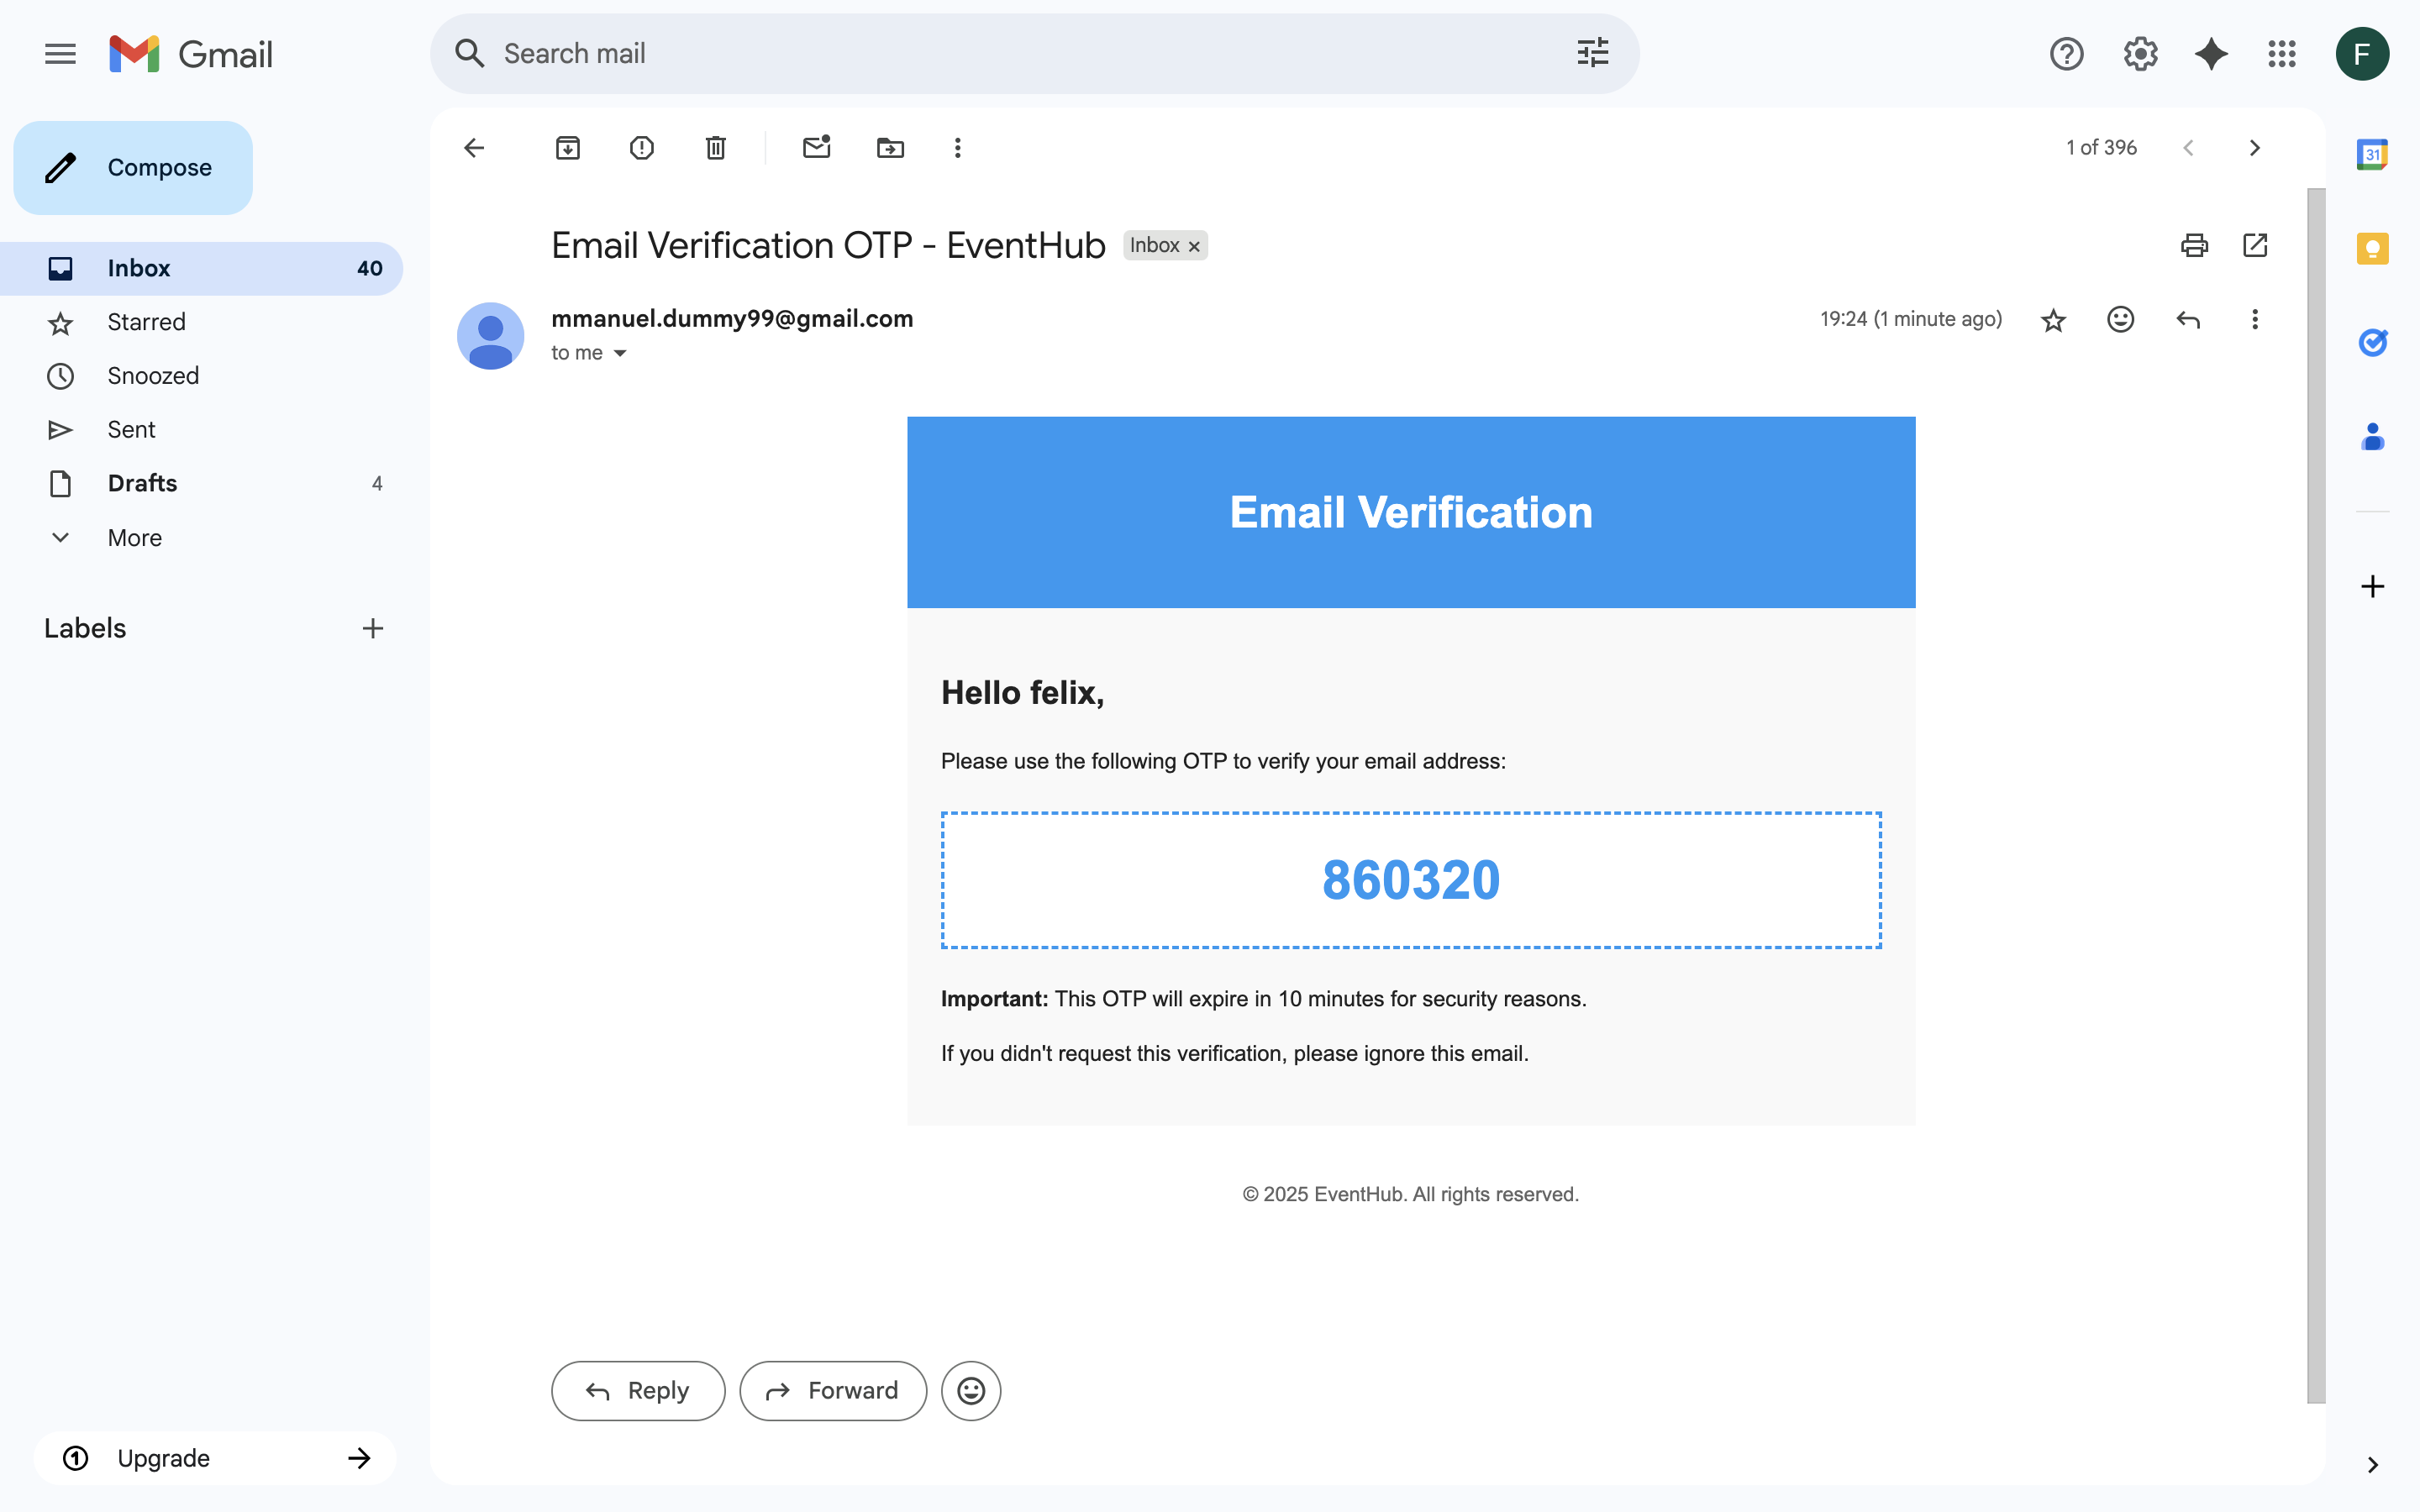 Gmail
Search mail
F
Compose
Inbox 40
Starred
Snoozed
Sent
Drafts 4
More
Labels
Upgrade
1 of 396
31
Email Verification OTP - EventHub Inbox ×
mmanuel.dummy99@gmail.com
19:24 (1 minute ago)
to me
Email Verification
Hello felix,
Please use the following OTP to verify your email address:
860320
Important: This OTP will expire in 10 minutes for security reasons.
If you didn't request this verification, please ignore this email.
© 2025 EventHub. All rights reserved.
Reply
Forward